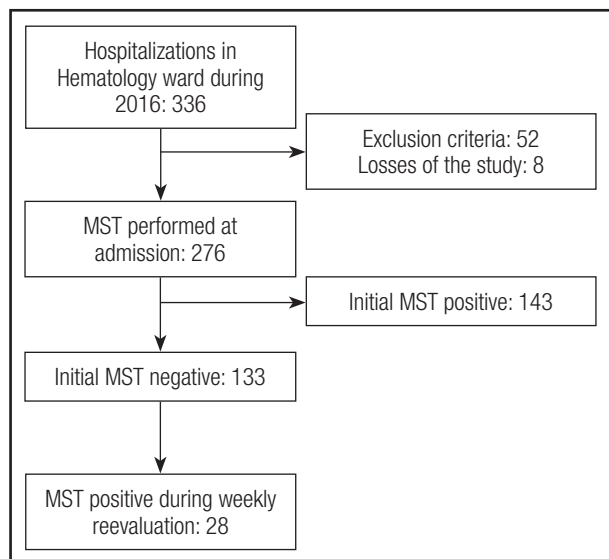 Hospitalizations in
Hematology ward during
2016: 336
Exclusion criteria: 52
Losses of the study: 8
MST performed at
admission: 276
Initial MST positive: 143
Initial MST negative: 133
MST positive during weekly
reevaluation: 28